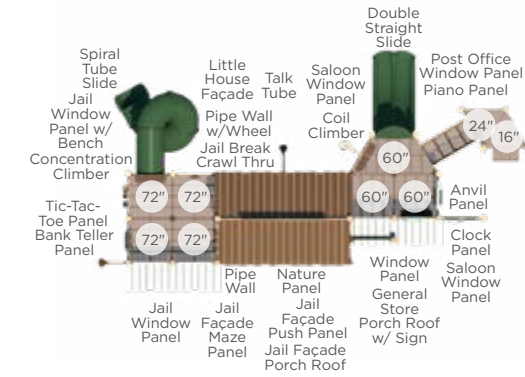 Double
Straight
Slide
Spiral
Tube
Slide
Little
House
Façade
Talk
Tube
Saloon
Window
Panel
Post Office
Window Panel
Piano Panel
Jail
Window
Panel w/
Bench
Pipe Wall
w/Wheel
Coil
Climber
Jail Break
Crawl Thru
Concentration
Climber
24"
16"
60"
72"
72"
60"
60"
Anvil
Panel
Tic-Tac-
Toe Panel
Bank Teller
Panel
72"
72"
Clock
Panel
Saloon
Window
Panel
Pipe
Wall
Nature
Panel
Window
Panel
General
Store
Porch Roof
w/ Sign
Jail
Window
Panel
Jail
Façade
Maze
Panel
Jail
Façade
Push Panel
Jail Façade
Porch Roof